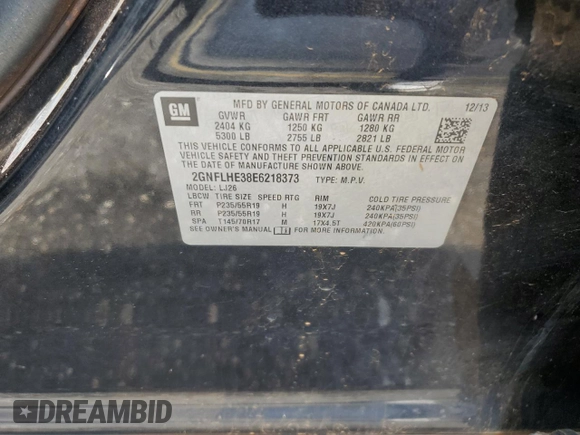 GM
MFD BY GENERAL MOTORS OF CANADA LTD. 12/13
GVWR GAWR FRT GAWR RR
2404 KG 1250 KG 1280 KG
5300 LB 2755 LB 2821 LB
THIS VEHICLE CONFORMS TO ALL APPLICABLE U.S. FEDERAL MOTOR
VEHICLE SAFETY, BUMPER, AND THEFT PREVENTION STANDARDS IN EFFECT ON
THE DATE OF MANUFACTURE SHOWN ABOVE.
2GNFLHE38E6218373 TYPE: M.P.V.
MODEL: LJ26
LBCW TIRE SIZE SPEED RTG RIM COLD TIRE PRESSURE
FRT P235/55R19 H 19X7J 240KPA(35PSI)
RR P235/55R19 H 19X7J 240KPA(35PSI)
SPA T145/70R17 M 17X4.5T 420KPA(60PSI)
SEE OWNER'S MANUAL FOR MORE INFORMATION.
DREAMBID